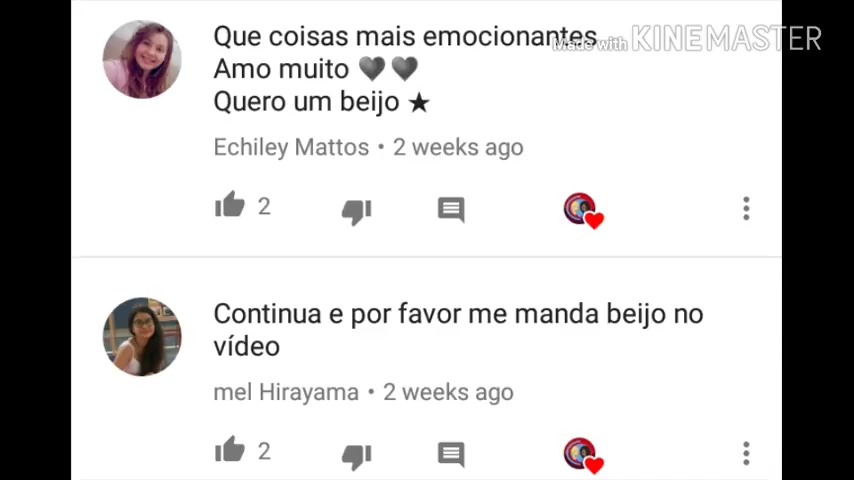 Que coisas mais emocionantes
Made with KINEMASTER
Amo muito 🖤🖤
Quero um beijo ★
Echiley Mattos • 2 weeks ago
2
Continua e por favor me manda beijo no
vídeo
mel Hirayama • 2 weeks ago
2